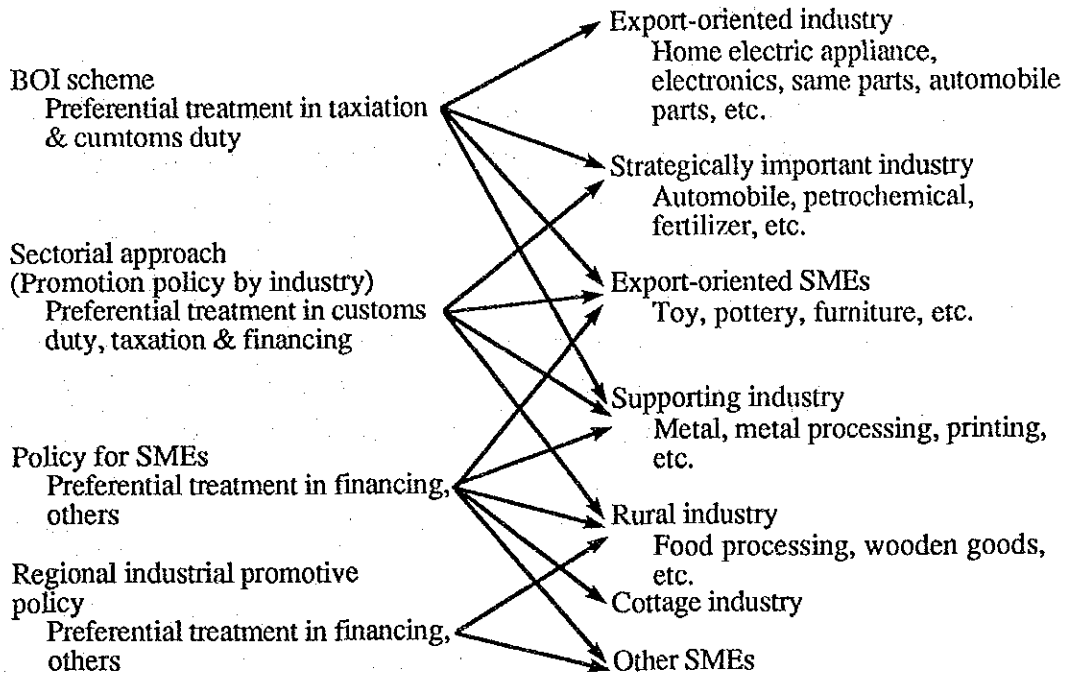 BOI scheme
Preferential treatment in taxiation
& cumtoms duty
Sectorial approach
(Promotion policy by industry)
Preferential treatment in customs
duty, taxation & financing
Policy for SMEs
Preferential treatment in financing,
others
Regional industrial promotive
policy
Preferential treatment in financing,
others
Export-oriented industry
Home electric appliance,
electronics, same parts, automobile
parts, etc.
Strategically important industry
Automobile, petrochemical,
fertilizer, etc.
Export-oriented SMEs
Toy, pottery, furniture, etc.
Supporting industry
Metal, metal processing, printing,
etc.
Rural industry
Food processing, wooden goods,
etc.
Cottage industry
Other SMEs